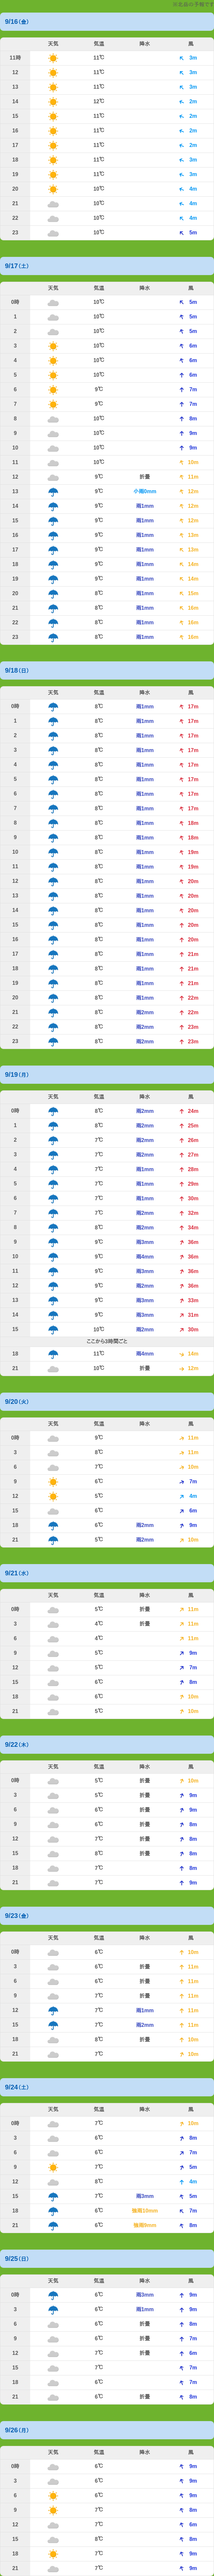 ※北岳の予報です
9/16(金)
天気 気温 降水 風
11時 11℃ 3m
12 11℃ 3m
13 11℃ 3m
14 12℃ 2m
15 11℃ 2m
16 11℃ 2m
17 11℃ 2m
18 11℃ 3m
19 11℃ 3m
20 10℃ 4m
21 10℃ 4m
22 10℃ 4m
23 10℃ 5m
9/17(土)
天気 気温 降水 風
0時 10℃ 5m
1 10℃ 5m
2 10℃ 5m
3 10℃ 6m
4 10℃ 6m
5 10℃ 6m
6 9℃ 7m
7 9℃ 7m
8 10℃ 8m
9 10℃ 9m
10 10℃ 9m
11 10℃ 10m
12 9℃ 折畳 11m
13 9℃ 小雨0mm 12m
14 9℃ 雨1mm 12m
15 9℃ 雨1mm 12m
16 9℃ 雨1mm 13m
17 9℃ 雨1mm 13m
18 9℃ 雨1mm 14m
19 9℃ 雨1mm 14m
20 8℃ 雨1mm 15m
21 8℃ 雨1mm 16m
22 8℃ 雨1mm 16m
23 8℃ 雨1mm 16m
9/18(日)
天気 気温 降水 風
0時 8℃ 雨1mm 17m
1 8℃ 雨1mm 17m
2 8℃ 雨1mm 17m
3 8℃ 雨1mm 17m
4 8℃ 雨1mm 17m
5 8℃ 雨1mm 17m
6 8℃ 雨1mm 17m
7 8℃ 雨1mm 17m
8 8℃ 雨1mm 18m
9 8℃ 雨1mm 18m
10 8℃ 雨1mm 19m
11 8℃ 雨1mm 19m
12 8℃ 雨1mm 20m
13 8℃ 雨1mm 20m
14 8℃ 雨1mm 20m
15 8℃ 雨1mm 20m
16 8℃ 雨1mm 20m
17 8℃ 雨1mm 21m
18 8℃ 雨1mm 21m
19 8℃ 雨1mm 21m
20 8℃ 雨1mm 22m
21 8℃ 雨2mm 22m
22 8℃ 雨2mm 23m
23 8℃ 雨2mm 23m
9/19(月)
天気 気温 降水 風
0時 8℃ 雨2mm 24m
1 8℃ 雨2mm 25m
2 7℃ 雨2mm 26m
3 7℃ 雨2mm 27m
4 7℃ 雨1mm 28m
5 7℃ 雨1mm 29m
6 7℃ 雨1mm 30m
7 7℃ 雨2mm 32m
8 8℃ 雨2mm 34m
9 9℃ 雨3mm 36m
10 9℃ 雨4mm 36m
11 9℃ 雨3mm 36m
12 9℃ 雨2mm 36m
13 9℃ 雨3mm 33m
14 9℃ 雨3mm 31m
15 10℃ 雨2mm 30m
ここから3時間ごと
18 11℃ 雨4mm 14m
21 10℃ 折畳 12m
9/20(火)
天気 気温 降水 風
0時 9℃ 11m
3 8℃ 11m
6 7℃ 10m
9 6℃ 7m
12 5℃ 4m
15 6℃ 6m
18 6℃ 雨2mm 9m
21 5℃ 雨2mm 10m
9/21(水)
天気 気温 降水 風
0時 5℃ 折畳 11m
3 4℃ 折畳 11m
6 4℃ 11m
9 5℃ 9m
12 5℃ 7m
15 6℃ 8m
18 6℃ 10m
21 5℃ 10m
9/22(木)
天気 気温 降水 風
0時 5℃ 折畳 10m
3 5℃ 折畳 9m
6 6℃ 折畳 9m
9 6℃ 折畳 8m
12 7℃ 折畳 8m
15 8℃ 折畳 8m
18 7℃ 8m
21 7℃ 9m
9/23(金)
天気 気温 降水 風
0時 6℃ 10m
3 6℃ 折畳 11m
6 6℃ 折畳 11m
9 7℃ 折畳 11m
12 7℃ 雨1mm 11m
15 7℃ 雨2mm 11m
18 8℃ 折畳 10m
21 7℃ 10m
9/24(土)
天気 気温 降水 風
0時 7℃ 10m
3 6℃ 8m
6 6℃ 7m
9 7℃ 5m
12 8℃ 4m
15 7℃ 雨3mm 5m
18 6℃ 強雨10mm 7m
21 6℃ 強雨9mm 8m
9/25(日)
天気 気温 降水 風
0時 6℃ 雨3mm 9m
3 6℃ 雨1mm 9m
6 6℃ 折畳 8m
9 6℃ 折畳 7m
12 7℃ 折畳 6m
15 7℃ 7m
18 6℃ 7m
21 6℃ 折畳 8m
9/26(月)
天気 気温 降水 風
0時 6℃ 9m
3 6℃ 9m
6 6℃ 9m
9 7℃ 8m
12 7℃ 6m
15 8℃ 8m
18 7℃ 9m
21 7℃ 9m